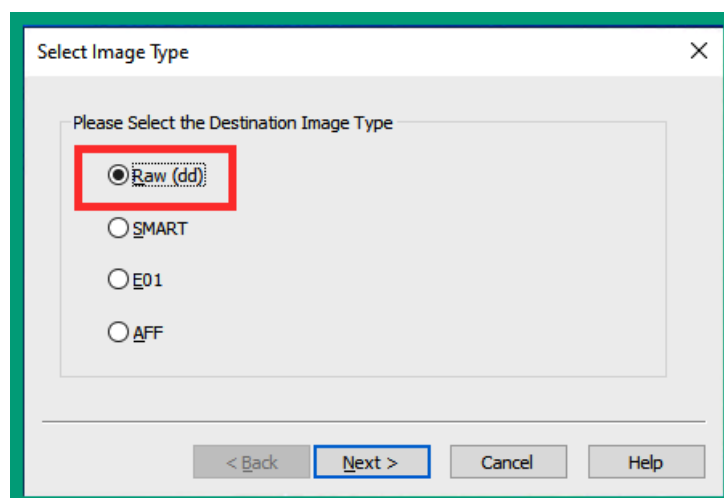 Select Image Type
Please Select the Destination Image Type
Raw (dd)
SMART
E01
AFF
< Back Next > Cancel Help